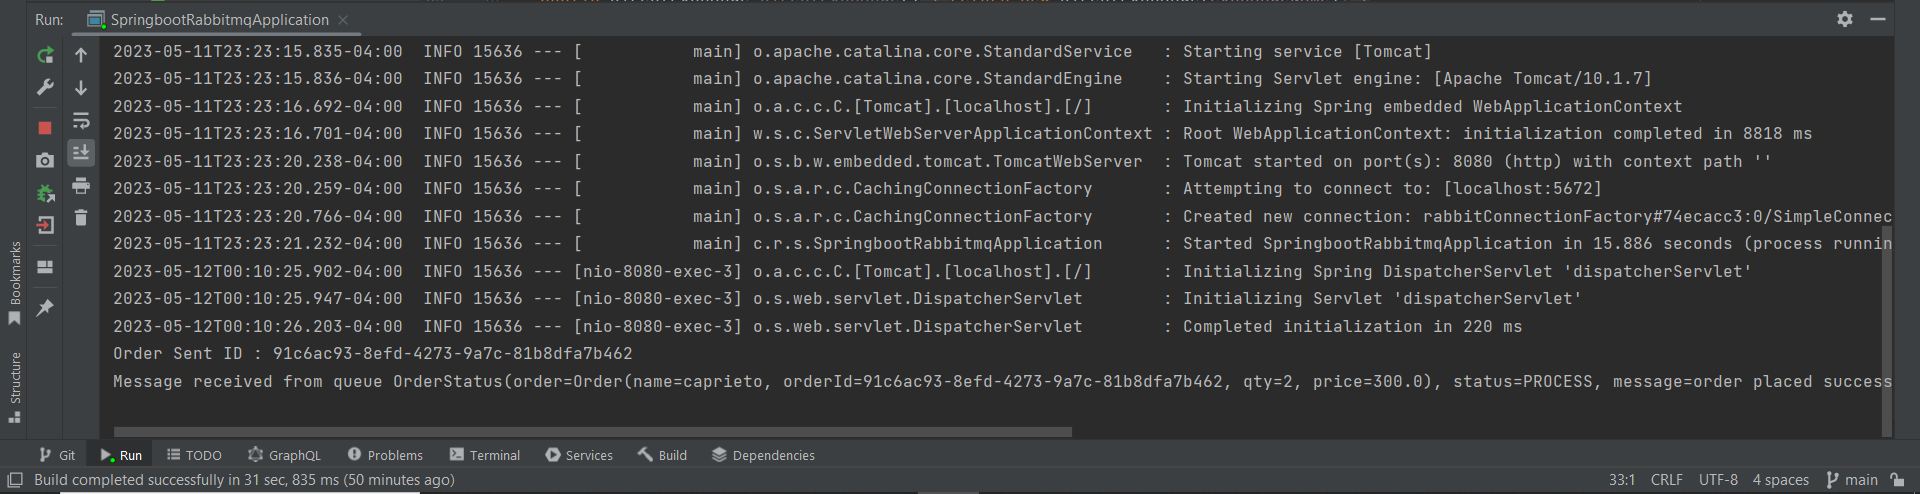 Run: SpringbootRabbitmqApplication
2023-05-11T23:23:15.835-04:00  INFO 15636 --- [           main] o.apache.catalina.core.StandardService   : Starting service [Tomcat]
2023-05-11T23:23:15.836-04:00  INFO 15636 --- [           main] o.apache.catalina.core.StandardEngine    : Starting Servlet engine: [Apache Tomcat/10.1.7]
2023-05-11T23:23:16.692-04:00  INFO 15636 --- [           main] o.a.c.c.C.[Tomcat].[localhost].[/]       : Initializing Spring embedded WebApplicationContext
2023-05-11T23:23:16.701-04:00  INFO 15636 --- [           main] w.s.c.ServletWebServerApplicationContext : Root WebApplicationContext: initialization completed in 8818 ms
2023-05-11T23:23:20.238-04:00  INFO 15636 --- [           main] o.s.b.w.embedded.tomcat.TomcatWebServer  : Tomcat started on port(s): 8080 (http) with context path ''
2023-05-11T23:23:20.259-04:00  INFO 15636 --- [           main] o.s.a.r.c.CachingConnectionFactory       : Attempting to connect to: [localhost:5672]
2023-05-11T23:23:20.766-04:00  INFO 15636 --- [           main] o.s.a.r.c.CachingConnectionFactory       : Created new connection: rabbitConnectionFactory#74ecacc3:0/SimpleConnec
2023-05-11T23:23:21.232-04:00  INFO 15636 --- [           main] c.r.s.SpringbootRabbitmqApplication      : Started SpringbootRabbitmqApplication in 15.886 seconds (process runnin
2023-05-12T00:10:25.902-04:00  INFO 15636 --- [nio-8080-exec-3] o.a.c.c.C.[Tomcat].[localhost].[/]       : Initializing Spring DispatcherServlet 'dispatcherServlet'
2023-05-12T00:10:25.947-04:00  INFO 15636 --- [nio-8080-exec-3] o.s.web.servlet.DispatcherServlet        : Initializing Servlet 'dispatcherServlet'
2023-05-12T00:10:26.203-04:00  INFO 15636 --- [nio-8080-exec-3] o.s.web.servlet.DispatcherServlet        : Completed initialization in 220 ms
Order Sent ID : 91c6ac93-8efd-4273-9a7c-81b8dfa7b462
Message received from queue OrderStatus(order=Order(name=caprieto, orderId=91c6ac93-8efd-4273-9a7c-81b8dfa7b462, qty=2, price=300.0), status=PROCESS, message=order placed success
Bookmarks
Structure
Git Run TODO GraphQL Problems Terminal Services Build Dependencies
Build completed successfully in 31 sec, 835 ms (50 minutes ago) 33:1 CRLF UTF-8 4 spaces main